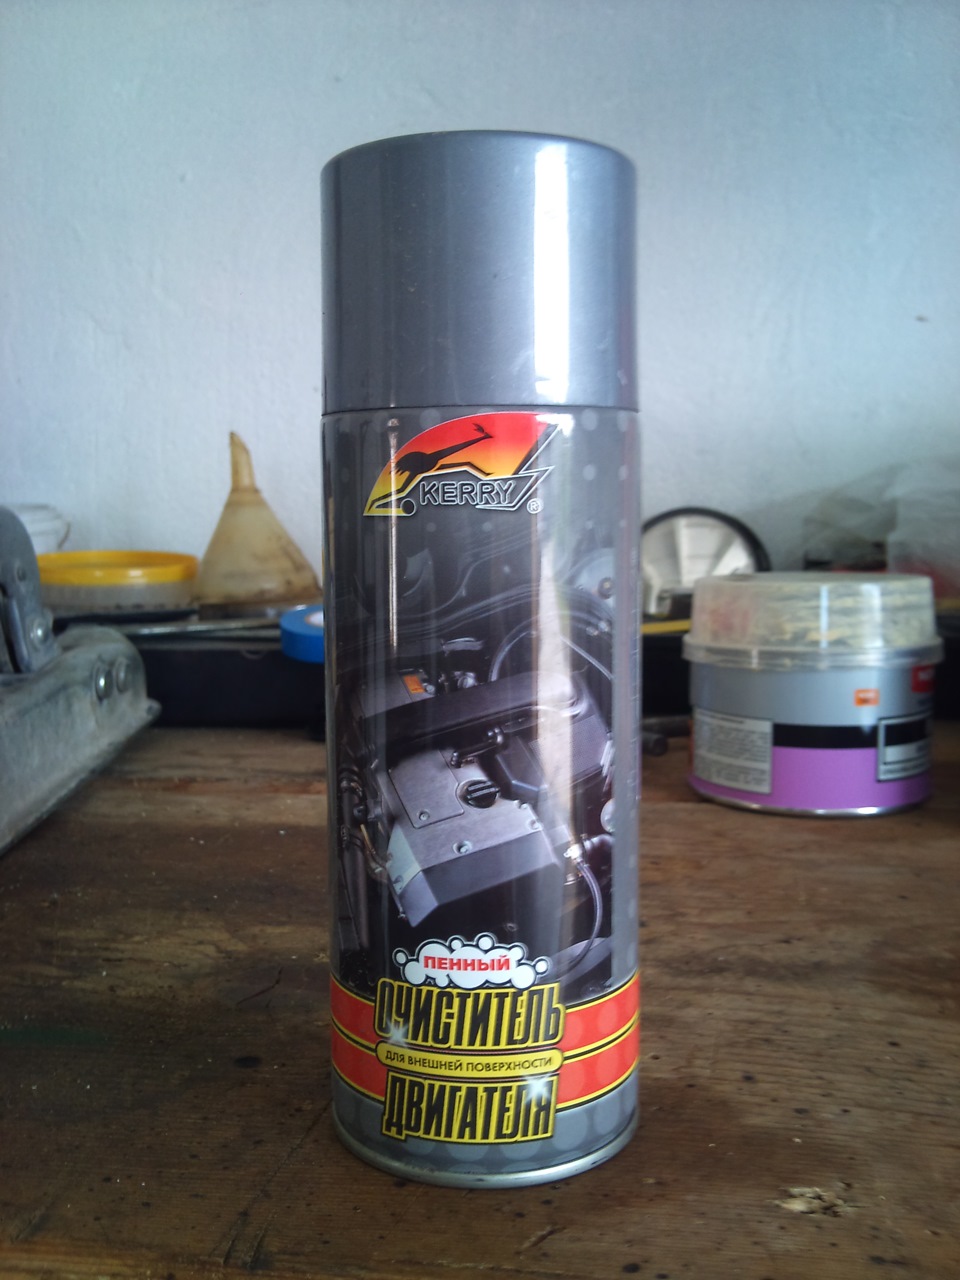 KERRY
®
ПЕННЫЙ
ОЧИСТИТЕЛЬ
ДЛЯ ВНЕШНЕЙ ПОВЕРХНОСТИ
ДВИГАТЕЛЯ